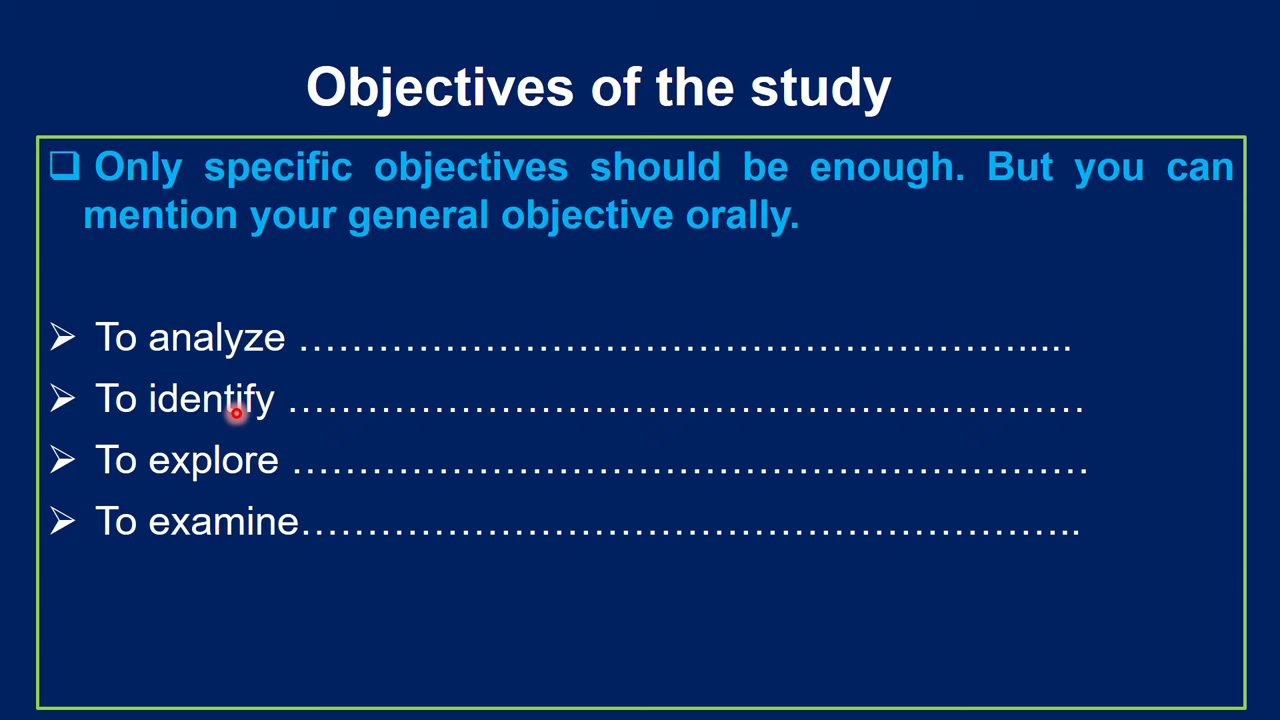 Objectives of the study
❑ Only specific objectives should be enough. But you can
mention your general objective orally.
➢ To analyze ……………………………………………….....
➢ To identify ……………………………………………………
➢ To explore ……………………………………………………
➢ To examine…………………………………………………..